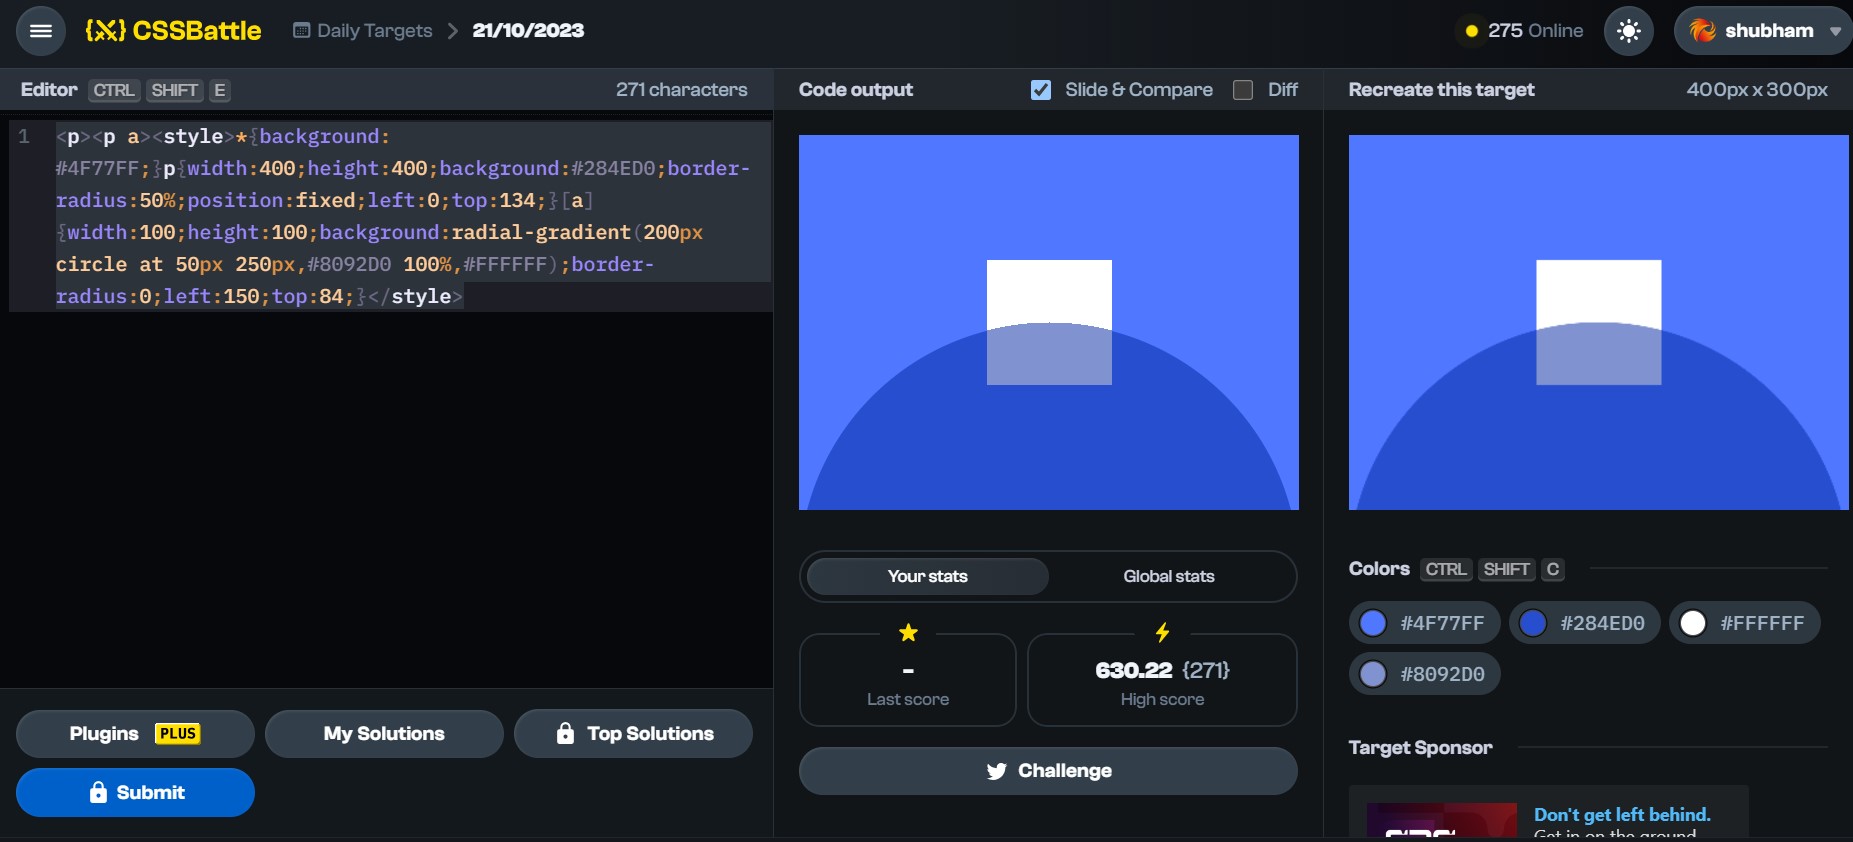 {X} CSSBattle Daily Targets > 21/10/2023 275 Online shubham
Editor CTRL SHIFT E 271 characters
Code output Slide & Compare Diff
Recreate this target 400px x 300px
1 <p><p a><style>*{background:
#4F77FF;}p{width:400;height:400;background:#284ED0;border-
radius:50%;position:fixed;left:0;top:134;}[a]
{width:100;height:100;background:radial-gradient(200px
circle at 50px 250px,#8092D0 100%,#FFFFFF);border-
radius:0;left:150;top:84;}</style>
Plugins PLUS My Solutions Top Solutions
Submit
Your stats Global stats
–
Last score
630.22 {271}
High score
Challenge
Colors CTRL SHIFT C
#4F77FF #284ED0 #FFFFFF
#8092D0
Target Sponsor
Don't get left behind.
Get in on the ground